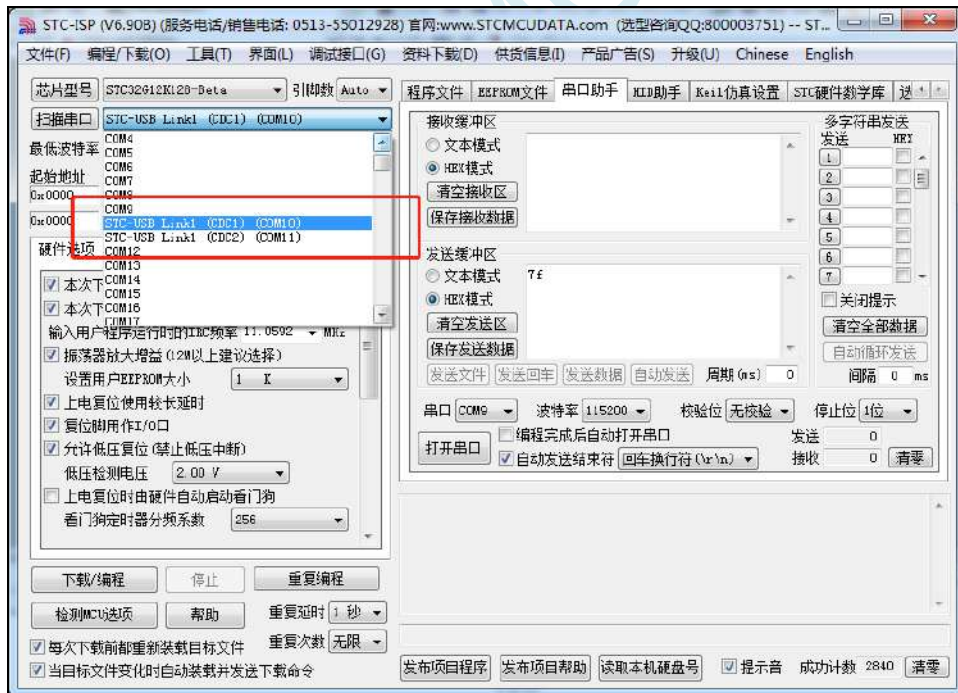 STC-ISP (V6.90B) (服务电话/销售电话: 0513-55012928) 官网:www.STCMCUDATA.com (选型咨询QQ:800003751) -- ST...
文件(F) 编程/下载(O) 工具(T) 界面(L) 调试接口(G) 资料下载(D) 供货信息(I) 产品广告(S) 升级(U) Chinese English
芯片型号 STC32G12K128-Beta 引脚数 Auto
扫描串口 STC-USB Link1 (CDC1) (COM10)
最低波特率
起始地址
0x0000
0x0000
COM4
COM5
COM6
COM7
COM8
COM9
STC-USB Link1 (CDC1) (COM10)
STC-USB Link1 (CDC2) (COM11)
COM12
COM13
COM14
COM15
COM16
COM17
硬件选项
本次下
本次下
输入用户程序运行时的IRC频率 11.0592 MHz
振荡器放大增益(12M以上建议选择)
设置用户EEPROM大小 1 K
上电复位使用较长延时
复位脚用作I/O口
允许低压复位(禁止低压中断)
低压检测电压 2.00 V
上电复位时由硬件自动启动看门狗
看门狗定时器分频系数 256
下载/编程 停止 重复编程
检测MCU选项 帮助 重复延时 1 秒
每次下载前都重新装载目标文件 重复次数 无限
当目标文件变化时自动装载并发送下载命令
程序文件 EEPROM文件 串口助手 HID助手 Keil仿真设置 STC硬件数学库 选
接收缓冲区
文本模式
HEX模式
清空接收区
保存接收数据
发送缓冲区
文本模式 7f
HEX模式
清空发送区
保存发送数据
多字符串发送
发送 HEX
1
2
3
4
5
6
7
关闭提示
清空全部数据
自动循环发送
间隔 0 ms
发送文件 发送回车 发送数据 自动发送 周期(ms) 0
串口 COM9 波特率 115200 校验位 无校验 停止位 1位
打开串口 编程完成后自动打开串口 发送 0
自动发送结束符 回车换行符(\r\n) 接收 0 清零
发布项目程序 发布项目帮助 读取本机硬盘号 提示音 成功计数 2840 清零